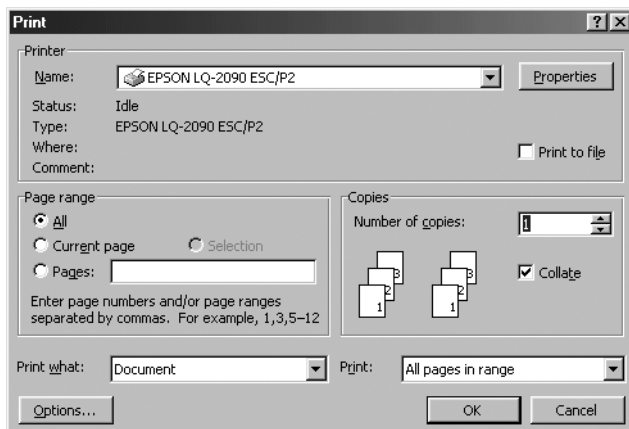 Print
Printer
Name: EPSON LQ-2090 ESC/P2 Properties
Status: Idle
Type: EPSON LQ-2090 ESC/P2
Where:
Comment:
Print to file
Page range
All
Current page Selection
Pages:
Enter page numbers and/or page ranges
separated by commas. For example, 1,3,5–12
Copies
Number of copies: 1
3 3
2 2
1 1
Collate
Print what: Document Print: All pages in range
Options... OK Cancel